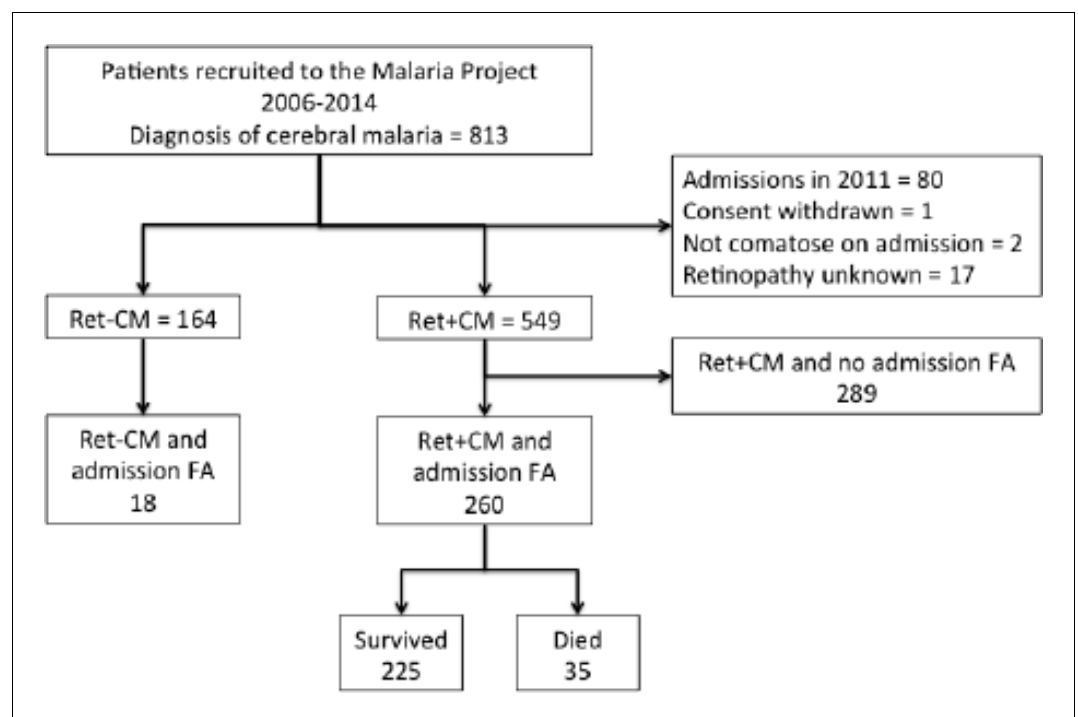 Patients recruited to the Malaria Project
2006-2014
Diagnosis of cerebral malaria = 813
Admissions in 2011 = 80
Consent withdrawn = 1
Not comatose on admission = 2
Retinopathy unknown = 17
Ret-CM = 164
Ret+CM = 549
Ret+CM and no admission FA
289
Ret-CM and
admission FA
18
Ret+CM and
admission FA
260
Survived
225
Died
35